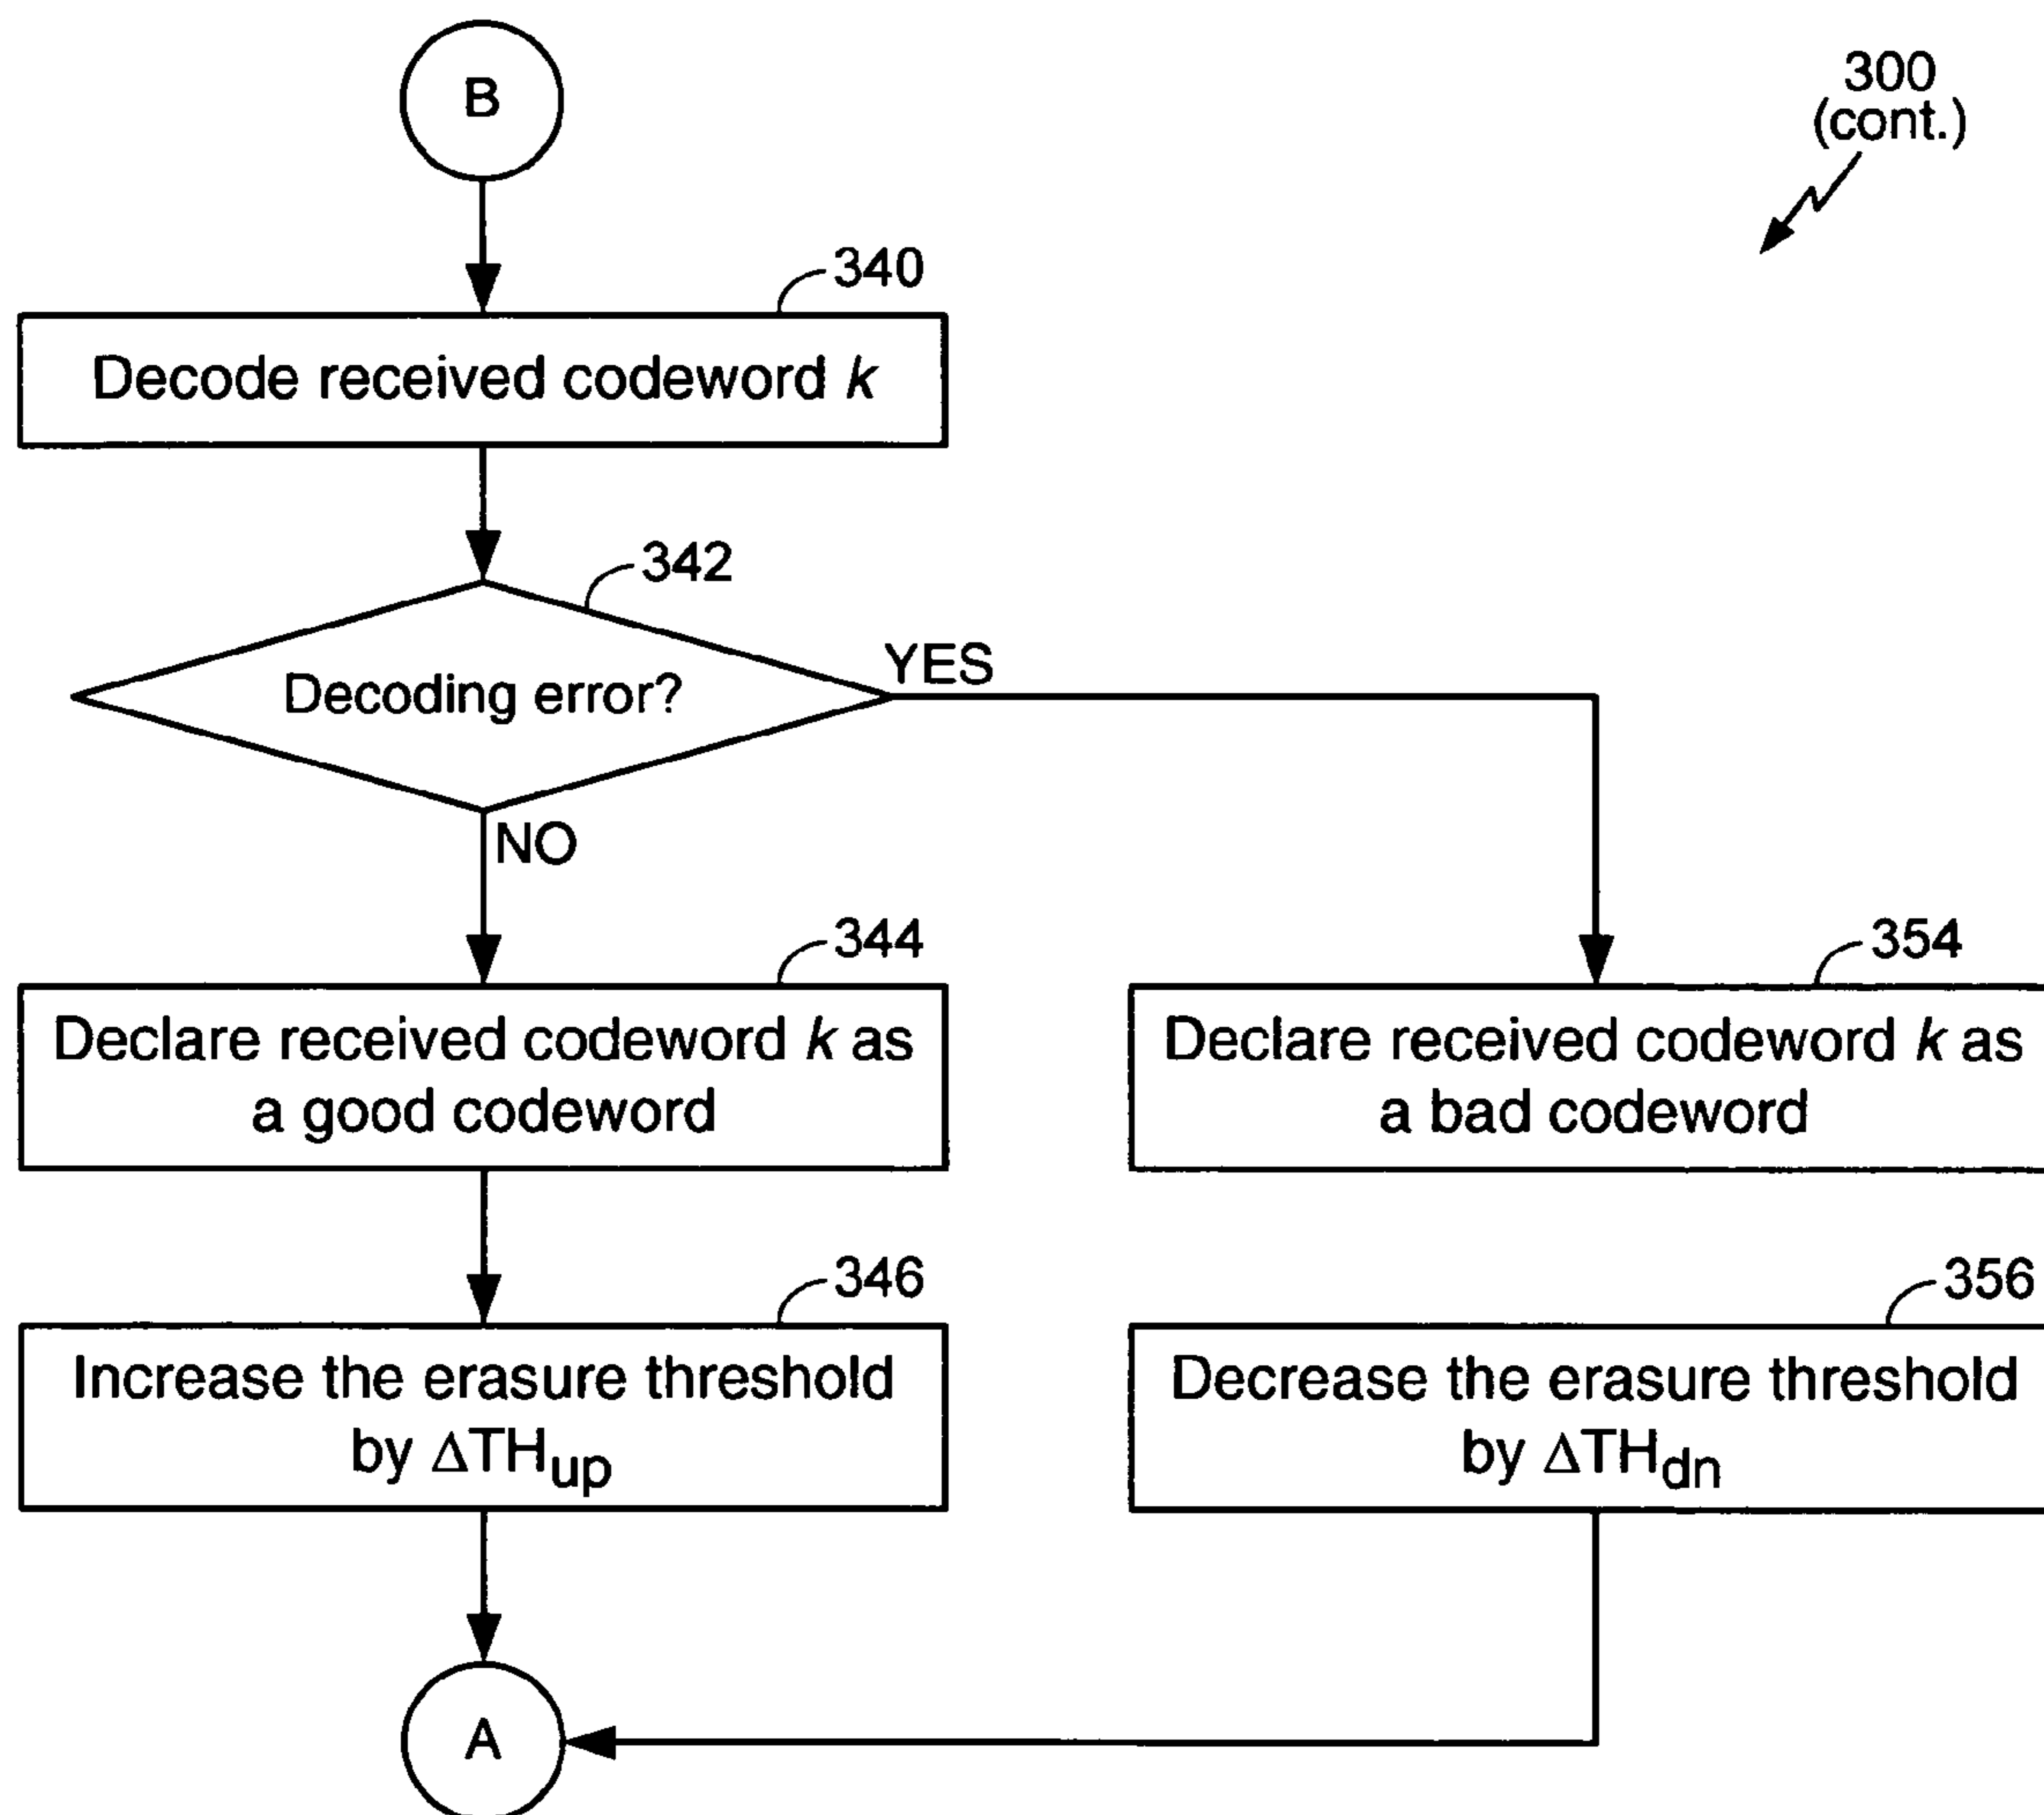 B
300
(cont.)
340
Decode received codeword k
342
Decoding error?
YES
NO
344
Declare received codeword k as
a good codeword
354
Declare received codeword k as
a bad codeword
346
Increase the erasure threshold
by ΔTHup
356
Decrease the erasure threshold
by ΔTHdn
A